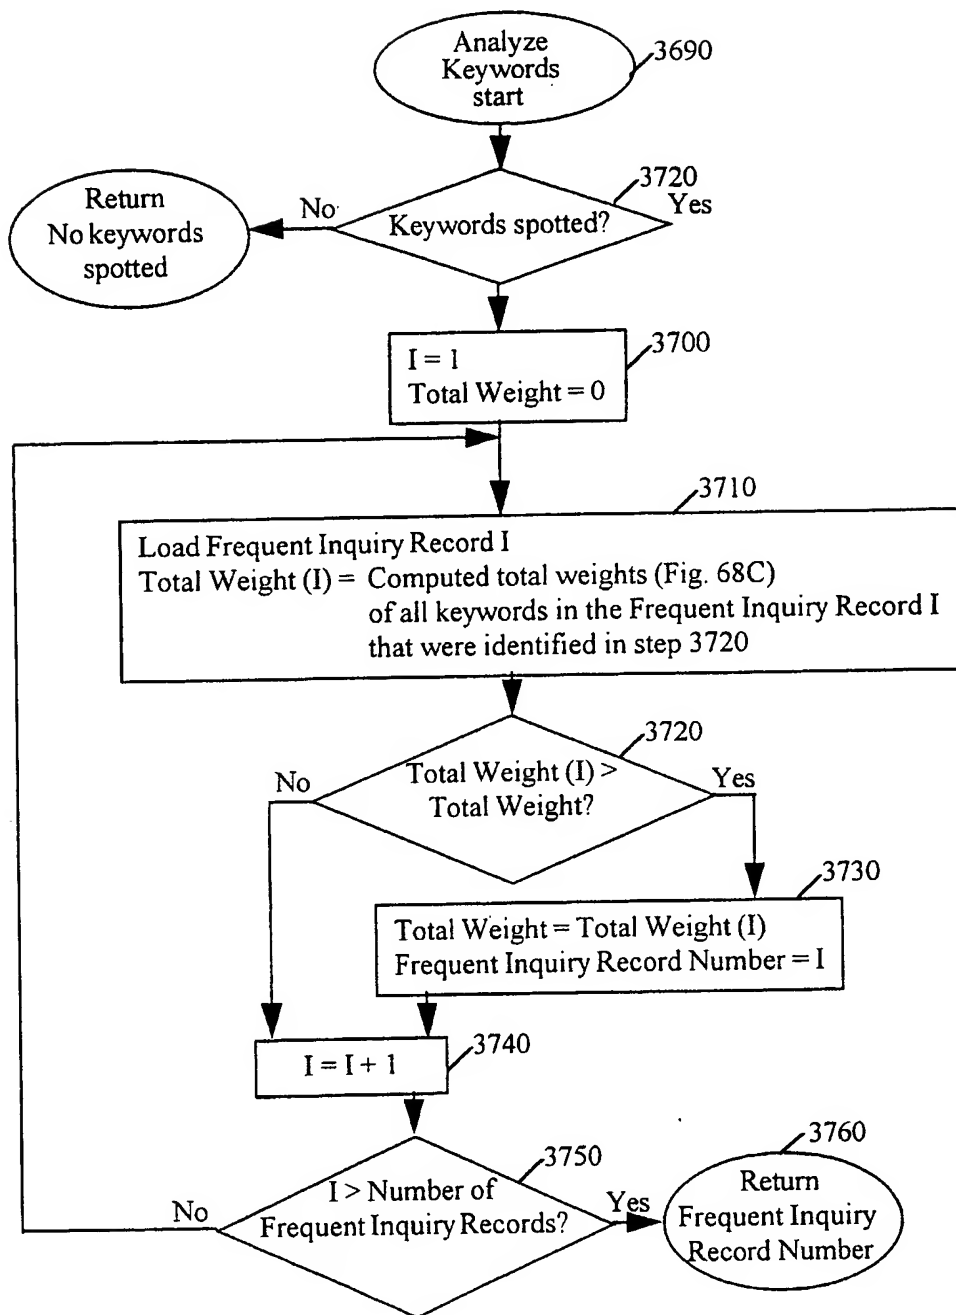 Analyze
Keywords
start
3690
3720
Return
No keywords
spotted
No
Keywords spotted?
Yes
I = 1
Total Weight = 0
3700
3710
Load Frequent Inquiry Record I
Total Weight (I) = Computed total weights (Fig. 68C)
of all keywords in the Frequent Inquiry Record I
that were identified in step 3720
3720
No
Total Weight (I) >
Total Weight?
Yes
3730
Total Weight = Total Weight (I)
Frequent Inquiry Record Number = I
3740
I = I + 1
3750
3760
No
I > Number of
Frequent Inquiry Records?
Yes
Return
Frequent Inquiry
Record Number